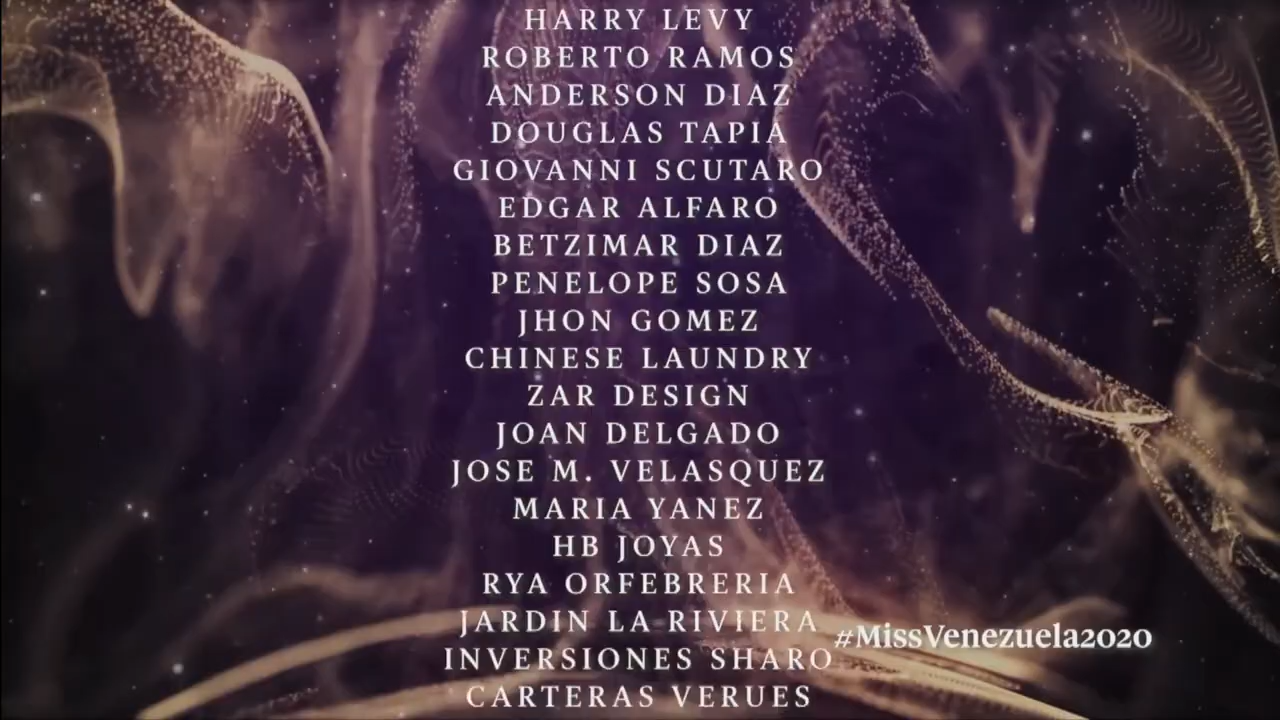 HARRY LEVY
ROBERTO RAMOS
ANDERSON DIAZ
DOUGLAS TAPIA
GIOVANNI SCUTARO
EDGAR ALFARO
BETZIMAR DIAZ
PENELOPE SOSA
JHON GOMEZ
CHINESE LAUNDRY
ZAR DESIGN
JOAN DELGADO
JOSE M. VELASQUEZ
MARIA YANEZ
HB JOYAS
RYA ORFEBRERIA
JARDIN LA RIVIERA
#MissVenezuela2020
INVERSIONES SHARO
CARTERAS VERUES